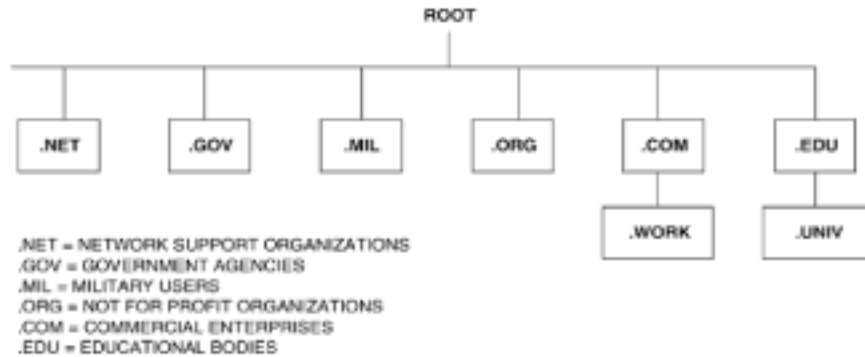 ROOT
.NET .GOV .MIL .ORG .COM .EDU
.WORK .UNIV
.NET = NETWORK SUPPORT ORGANIZATIONS
.GOV = GOVERNMENT AGENCIES
.MIL = MILITARY USERS
.ORG = NOT FOR PROFIT ORGANIZATIONS
.COM = COMMERCIAL ENTERPRISES
.EDU = EDUCATIONAL BODIES